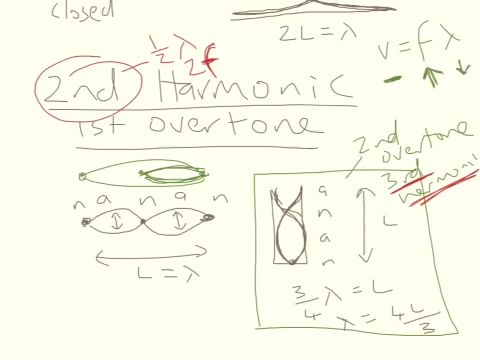 closed
2L = λ
v = f λ
1/2 λ
2f
2nd Harmonic
1st overtone
2nd
overtone
3rd
harmonic
n a n a n
L = λ
a
n
a
n
L
3/4 λ = L
λ = 4L/3